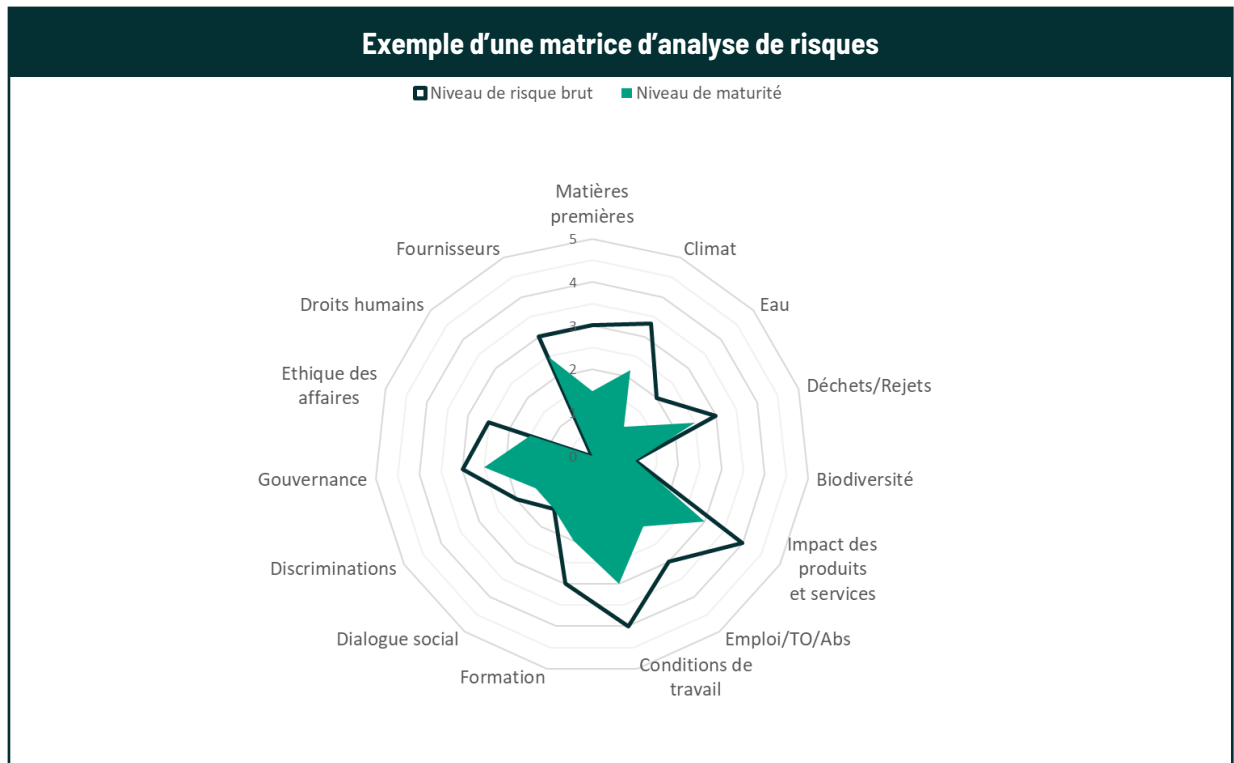 Exemple d'une matrice d'analyse de risques
Niveau de risque brut
Niveau de maturité
Matières
premières
Climat
Eau
Déchets/Rejets
Biodiversité
Impact des
produits
et services
Emploi/TO/Abs
Conditions de
travail
Formation
Dialogue social
Discriminations
Gouvernance
Ethique des
affaires
Droits humains
Fournisseurs
5
4
3
2
1
0